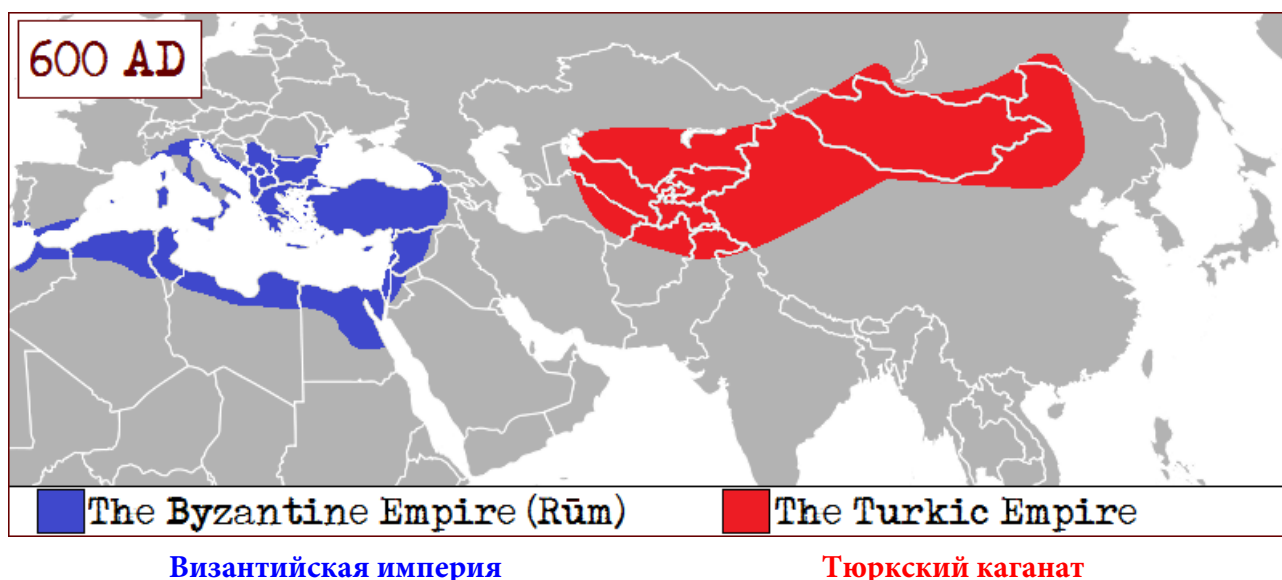 600 AD
The Byzantine Empire (Rūm)
The Turkic Empire
Византийская империя
Тюркский каганат